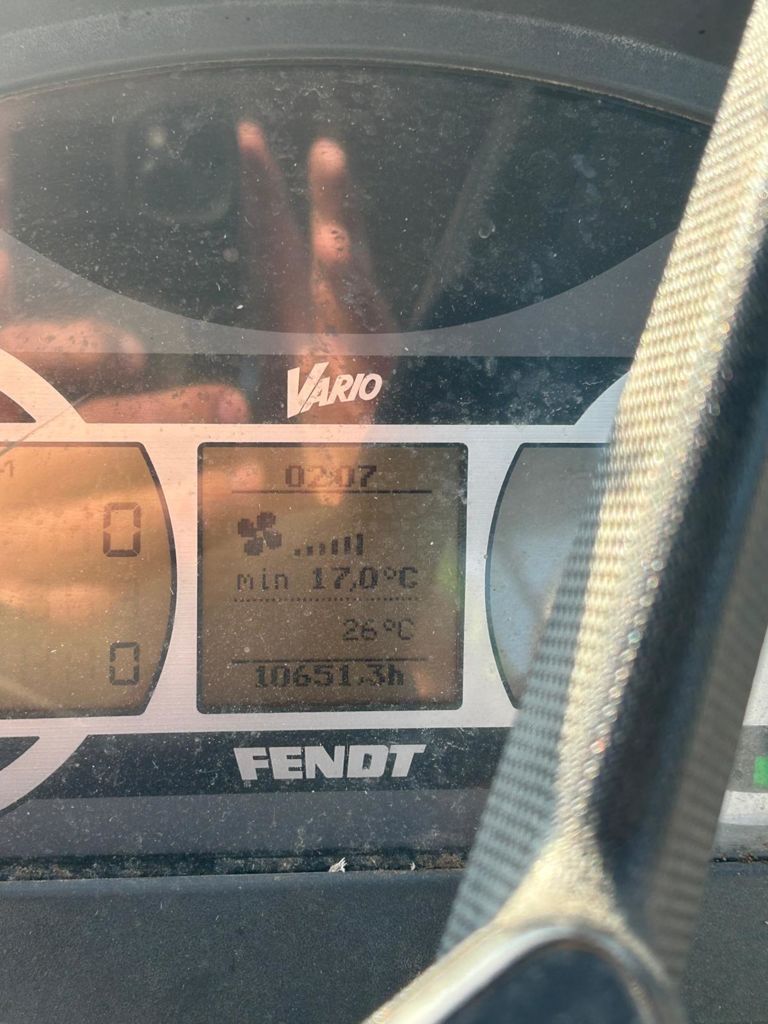 VARIO
02:07
0
min 17,0°C
26°C
0
10651,3h
FENDT